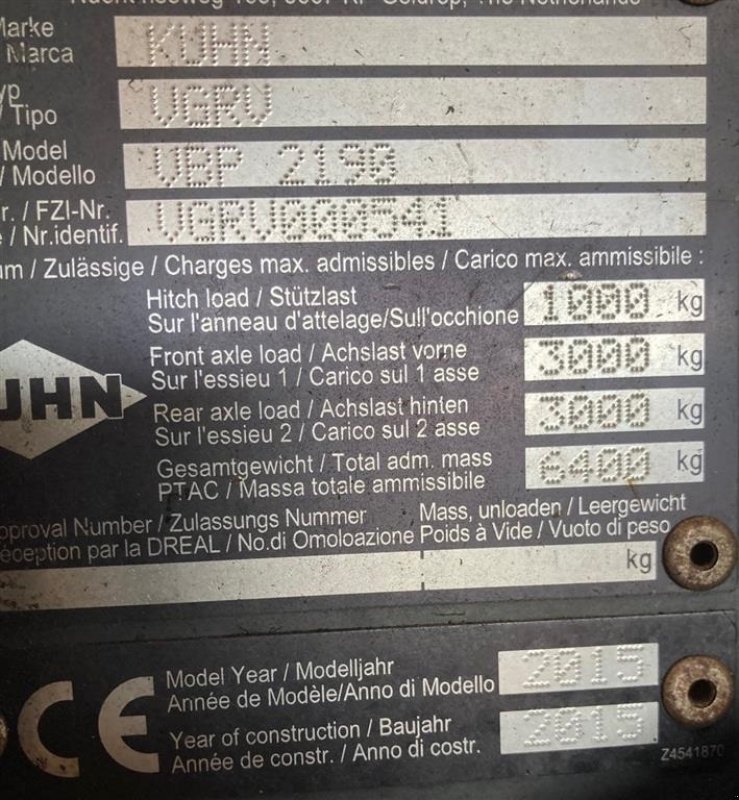 Marke
Marca
KUHN
Typ
/ Tipo
VGRV
Model
/ Modello
VBP 2190
r. / FZI-Nr.
/ Nr.identif.
VGRV000541
um / Zulässige / Charges max. admissibles / Carico max. ammissibile :
Hitch load / Stützlast
Sur l'anneau d'attelage/Sull'occhione
1000 kg
Front axle load / Achslast vorne
Sur l'essieu 1 / Carico sul 1 asse
3000 kg
UHN
Rear axle load / Achslast hinten
Sur l'essieu 2 / Carico sul 2 asse
3000 kg
Gesamtgewicht / Total adm. mass
PTAC / Massa totale ammissibile
6400 kg
pproval Number / Zulassungs Nummer
éception par la DREAL / No.di Omoloazione
Mass, unloaden / Leergewicht
Poids à Vide / Vuoto di peso
kg
CE
Model Year / Modelljahr
Année de Modèle/Anno di Modello
2015
Year of construction / Baujahr
Année de constr. / Anno di costr.
2015
Z4541870